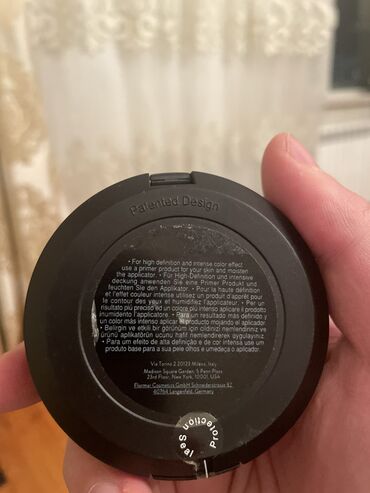 Patented Design
• For high definition and intense color effect
use a primer product for your skin and moisten
the applicator. • Für High-Definition und intensive
deckung anwenden Sie eine Primer Produkt und
feuchten Sie den Applikator. • Pour la haute définition
et l'effet couleur intense utilisez un produit d'apprêt pour
le contour des yeux et humidifiez l'applicateur. • Per un
risultato più preciso ed un colore più intenso applicare il prodotto
inumidento l'applicatore. • Para un resultado más definido
y un color más intenso aplicar el producto mojando el aplicador
• Belirgin ve etkili bir görünüm için cildinizi nemlendiriniz ve
ürünü aplikatörün ucunu hafif nemlendirerek uygulayınız.
• Para um efeito de alta definição e de cor intensa use um
produto base para a sua pele olhos e umedeça o aplicador.
Via Torino 2 20123 Milano, Italy
Madison Square Garden, 5 Penn Plaza
23rd Floor, New York, 10001, USA
Flormar Cosmetics GmbH Schneiderstrasse 82
40764 Langenfeld, Germany
Protection Seal